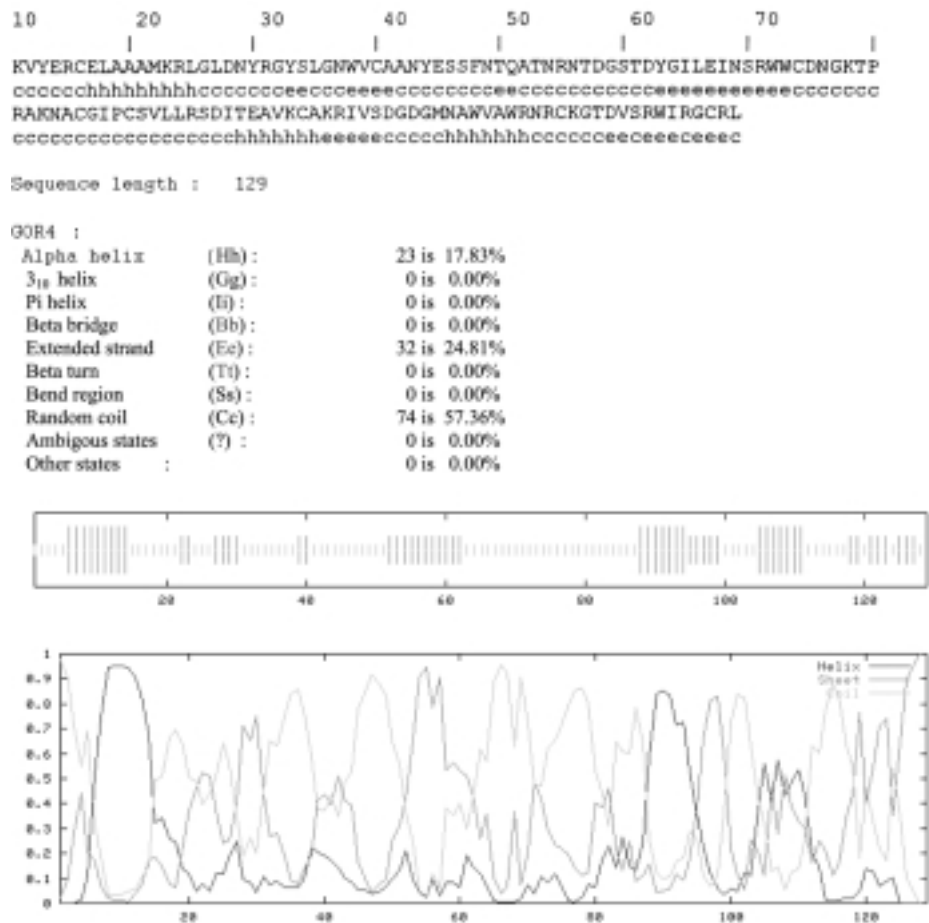 10 20 30 40 50 60 70
| | | | | | |
KVYERCELAAAMKRLGLDNYRGYSLGNWVCAANYESSFNTQATNRNTDGSTDYGILEINSRWWCDNGKTP
cccccchhhhhhhhhccccccceeccceeeecccccccceeccccccccccceeeeeeeeeeeccccccc
RAKNACGIPCSVLLRSDITEAVKCAKRIVSDGDGMNAWVAWRNRCKGTDVSRWIRGCRL
cccccccccccccccccchhhhhhheeeeeccccchhhhhhhcccccceeceeeceeec
Sequence length : 129
GOR4 :
Alpha helix (Hh) : 23 is 17.83%
3₁₀ helix (Gg) : 0 is 0.00%
Pi helix (Ii) : 0 is 0.00%
Beta bridge (Bb) : 0 is 0.00%
Extended strand (Ee) : 32 is 24.81%
Beta turn (Tt) : 0 is 0.00%
Bend region (Ss) : 0 is 0.00%
Random coil (Cc) : 74 is 57.36%
Ambigous states (?) : 0 is 0.00%
Other states : 0 is 0.00%
20 40 60 80 100 120
1
0.9
0.8
0.7
0.6
0.5
0.4
0.3
0.2
0.1
0
Helix
Sheet
Coil
20 40 60 80 100 120